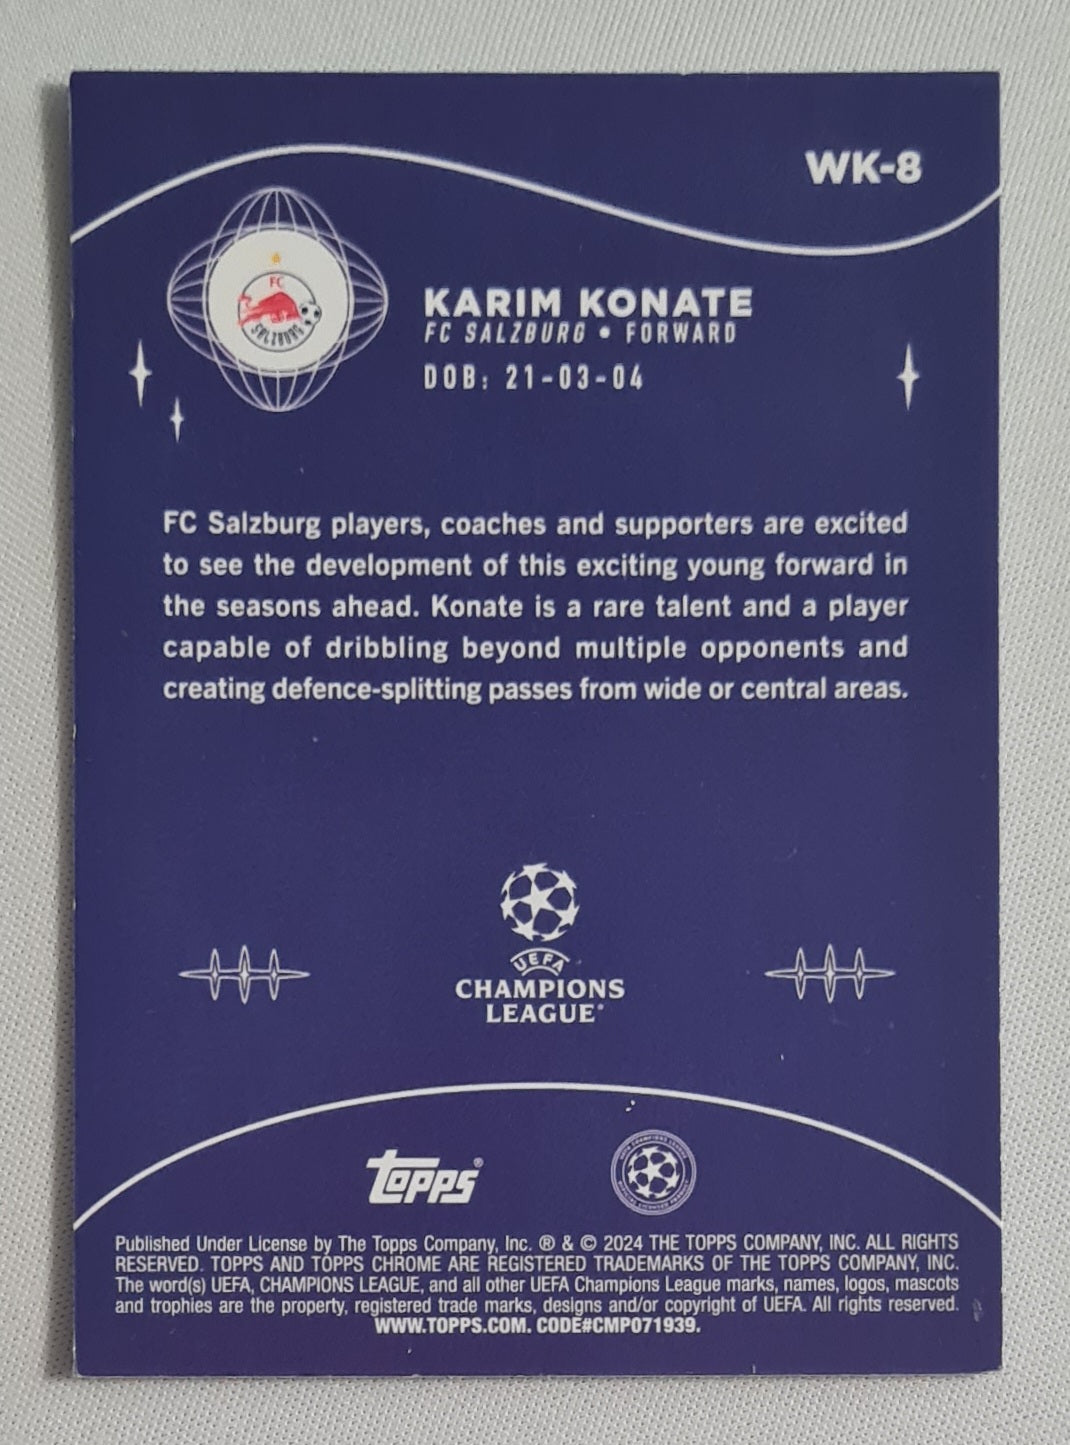 WK-8
FC
SALZBURG
KARIM KONATE
FC SALZBURG • FORWARD
DOB: 21-03-04
FC Salzburg players, coaches and supporters are excited
to see the development of this exciting young forward in
the seasons ahead. Konate is a rare talent and a player
capable of dribbling beyond multiple opponents and
creating defence-splitting passes from wide or central areas.
UEFA
CHAMPIONS
LEAGUE®
Topps®
Published Under License by The Topps Company, Inc. ® & © 2024 THE TOPPS COMPANY, INC. ALL RIGHTS
RESERVED. TOPPS AND TOPPS CHROME ARE REGISTERED TRADEMARKS OF THE TOPPS COMPANY, INC.
The word(s) UEFA, CHAMPIONS LEAGUE, and all other UEFA Champions League marks, names, logos, mascots
and trophies are the property, registered trade marks, designs and/or copyright of UEFA. All rights reserved.
WWW.TOPPS.COM. CODE#CMP071939.